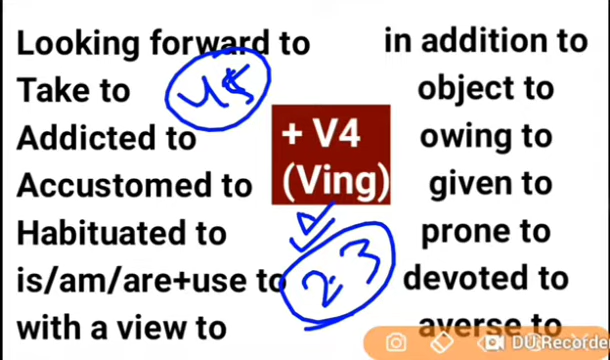 Looking forward to
Take to
Addicted to
Accustomed to
Habituated to
is/am/are+use to
with a view to
+ V4
(Ving)
in addition to
object to
owing to
given to
prone to
devoted to
averse to
23
DU Recorder